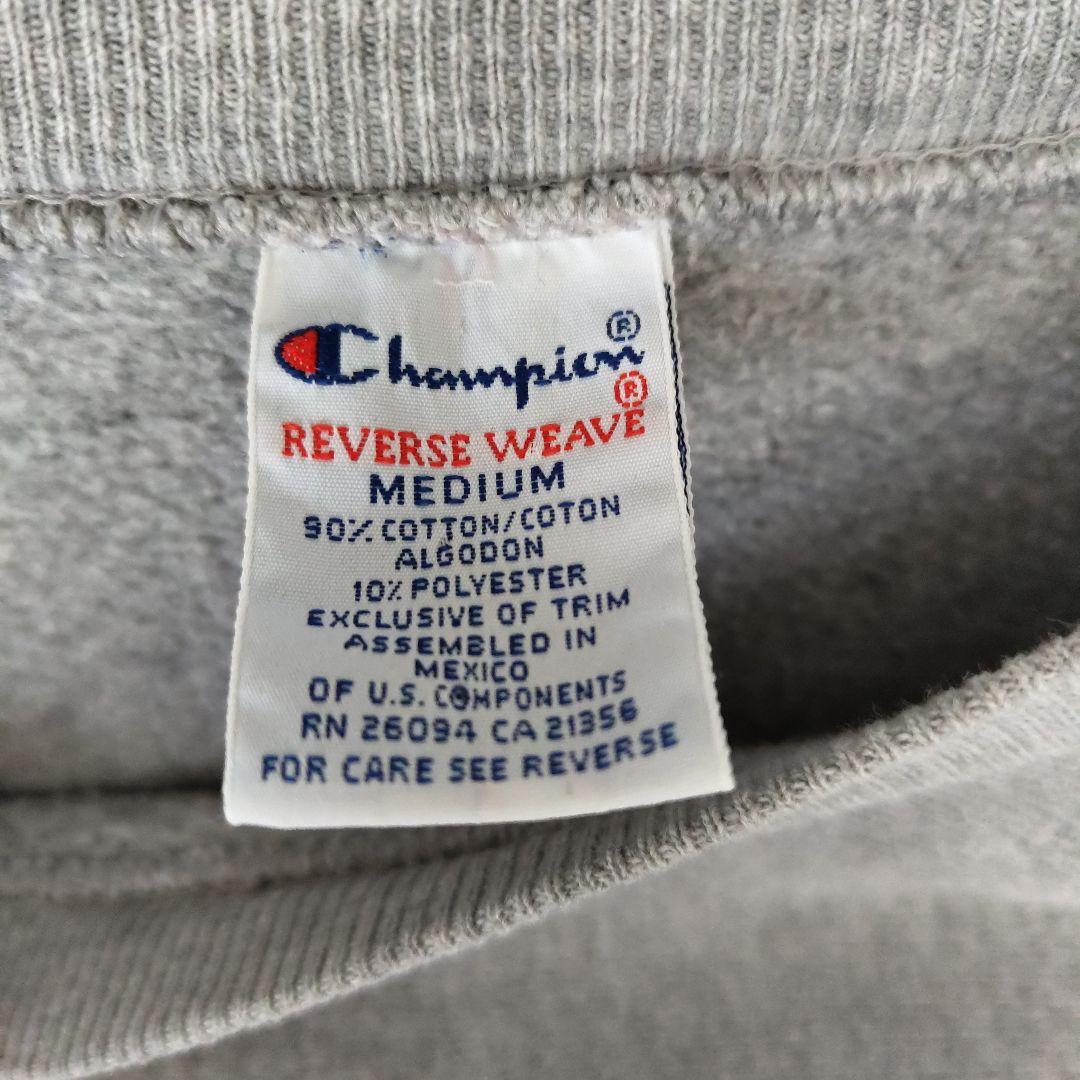 Champion®
REVERSE WEAVE®
MEDIUM
90% COTTON/COTON
ALGODON
10% POLYESTER
EXCLUSIVE OF TRIM
ASSEMBLED IN
MEXICO
OF U.S. COMPONENTS
RN 26094 CA 21356
FOR CARE SEE REVERSE